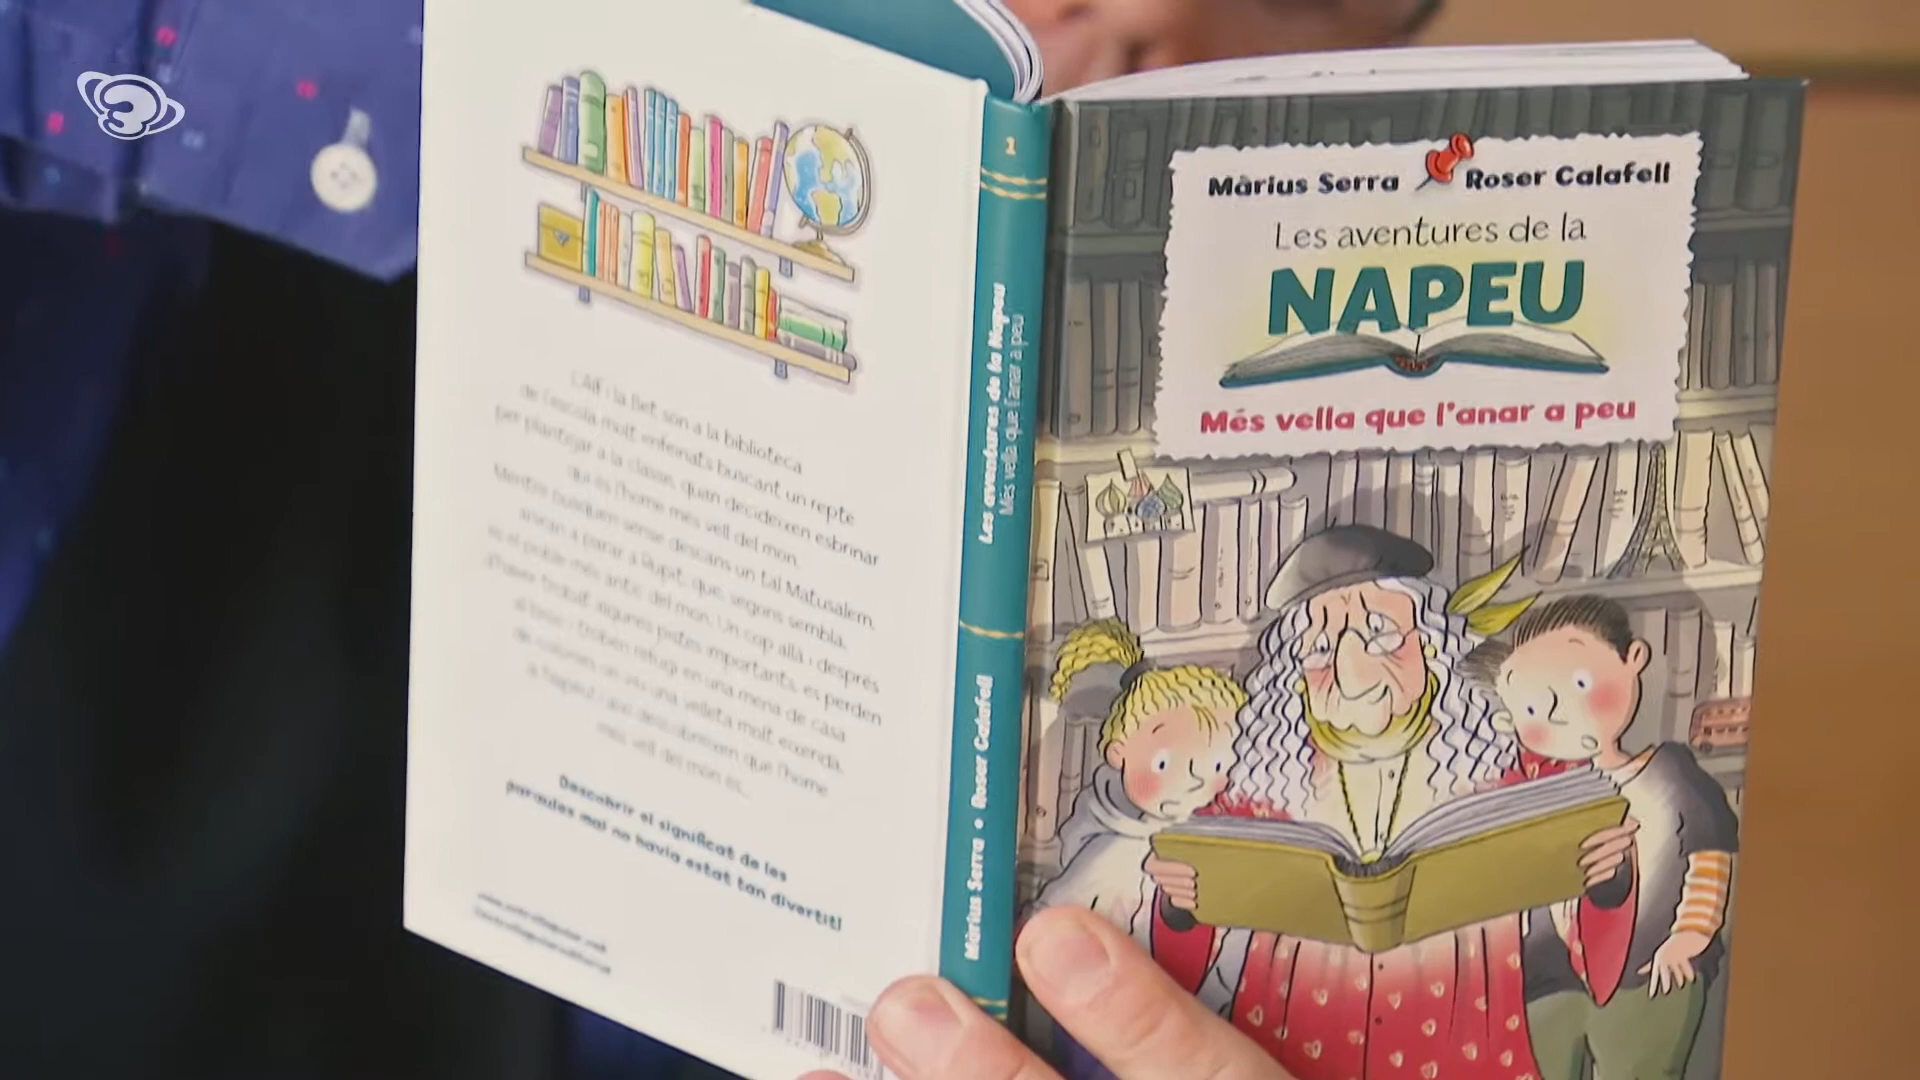 3
L'Alí i la Bet són a la biblioteca
de l'escola molt enfeinats buscant un repte
per plantejar a la classe, quan decideixen esbrinar
qui és l'home més vell del món.
Mentre busquen sense descans un tal Matusalem,
aniran a parar a Rupit, que, segons sembla,
és el poble més antic del món. Un cop allà i després
d'haver trobat algunes pistes importants, es perden
al bosc i troben refugi en una mena de casa
de colònies on viu una velleta molt eixerida,
la Napeu, i que descobreixen que l'home
més vell del món és...
Descobrir el significat de les
paraules mai no havia estat tan divertit!
1
Les aventures de la Napeu
Més vella que l'anar a peu
Màrius Serra • Roser Calafell
Màrius Serra Roser Calafell
Les aventures de la
NAPEU
Més vella que l'anar a peu